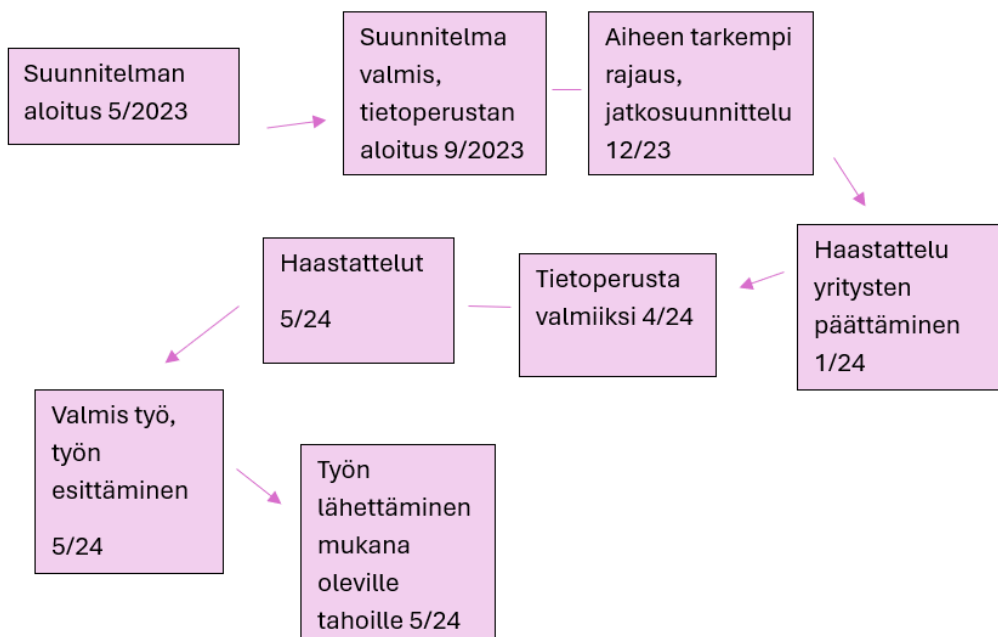 Suunnitelman
aloitus 5/2023
Suunnitelma
valmis,
tietoperustan
aloitus 9/2023
Aiheen tarkempi
rajaus,
jatkosuunnittelu
12/23
Haastattelu
yritysten
päättäminen
1/24
Tietoperusta
valmiiksi 4/24
Haastattelut
5/24
Valmis työ,
työn
esittäminen
5/24
Työn
lähettäminen
mukana
oleville
tahoille 5/24